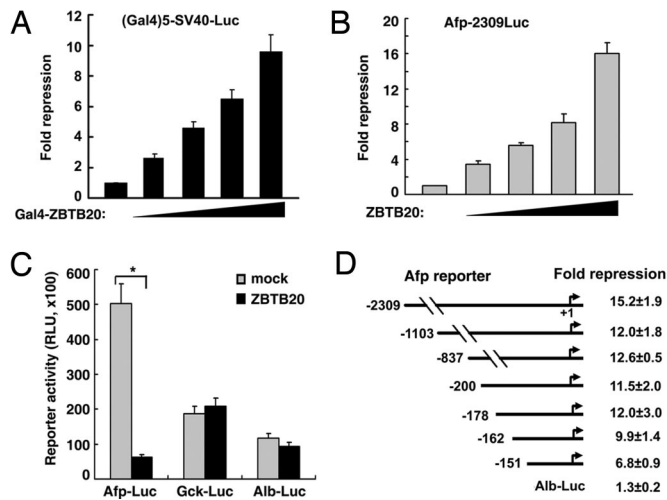 A
(Gal4)5-SV40-Luc
Fold repression
12
10
8
6
4
2
0
Gal4-ZBTB20:
B
Afp-2309Luc
Fold repression
20
16
12
8
4
0
ZBTB20:
C
Reporter activity (RLU, x100)
600
500
400
300
200
100
0
*
mock
ZBTB20
Afp-Luc Gck-Luc Alb-Luc
D
Afp reporter Fold repression
-2309 +1 15.2±1.9
-1103 12.0±1.8
-837 12.6±0.5
-200 11.5±2.0
-178 12.0±3.0
-162 9.9±1.4
-151 6.8±0.9
Alb-Luc 1.3±0.2